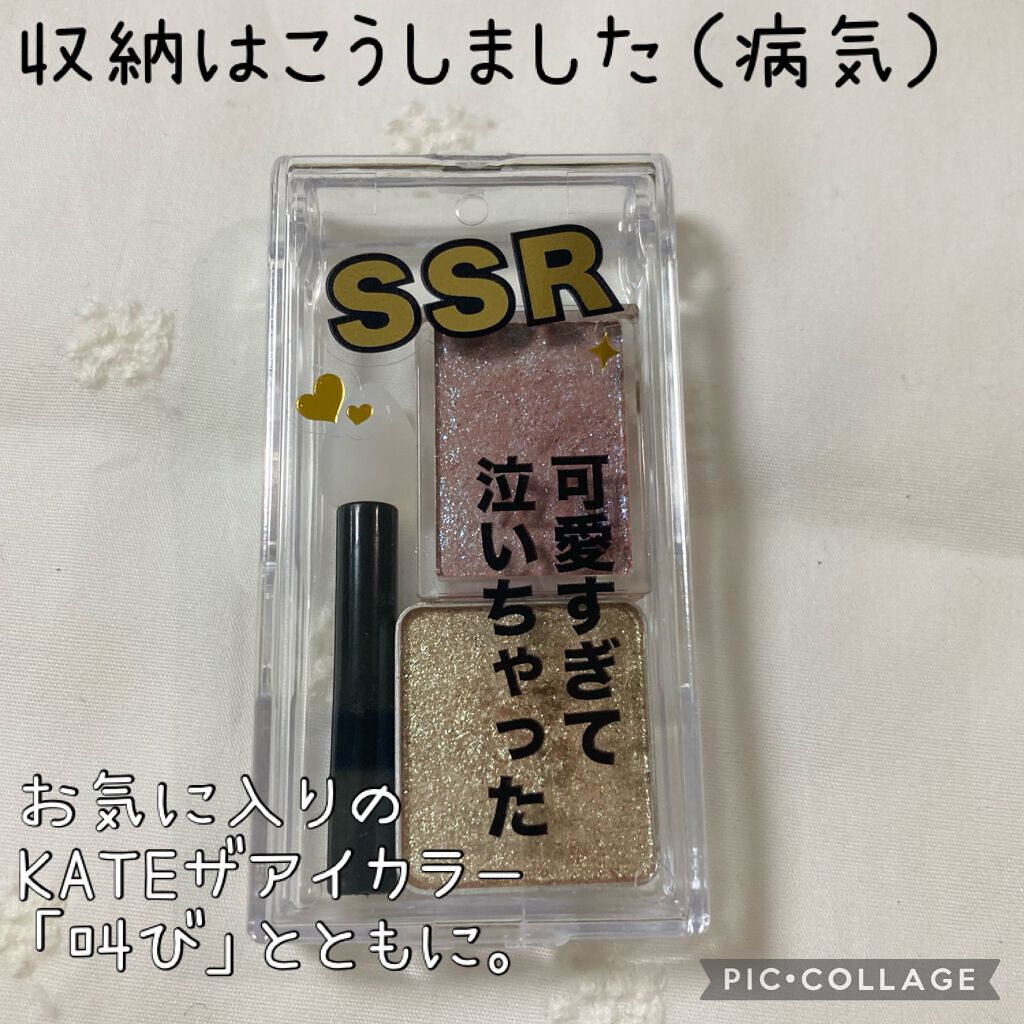 収納はこうしました（病気）
SSR
可愛すぎて
泣いちゃった
お気に入りの
KATEザアイカラー
「叫び」とともに。
PIC•COLLAGE